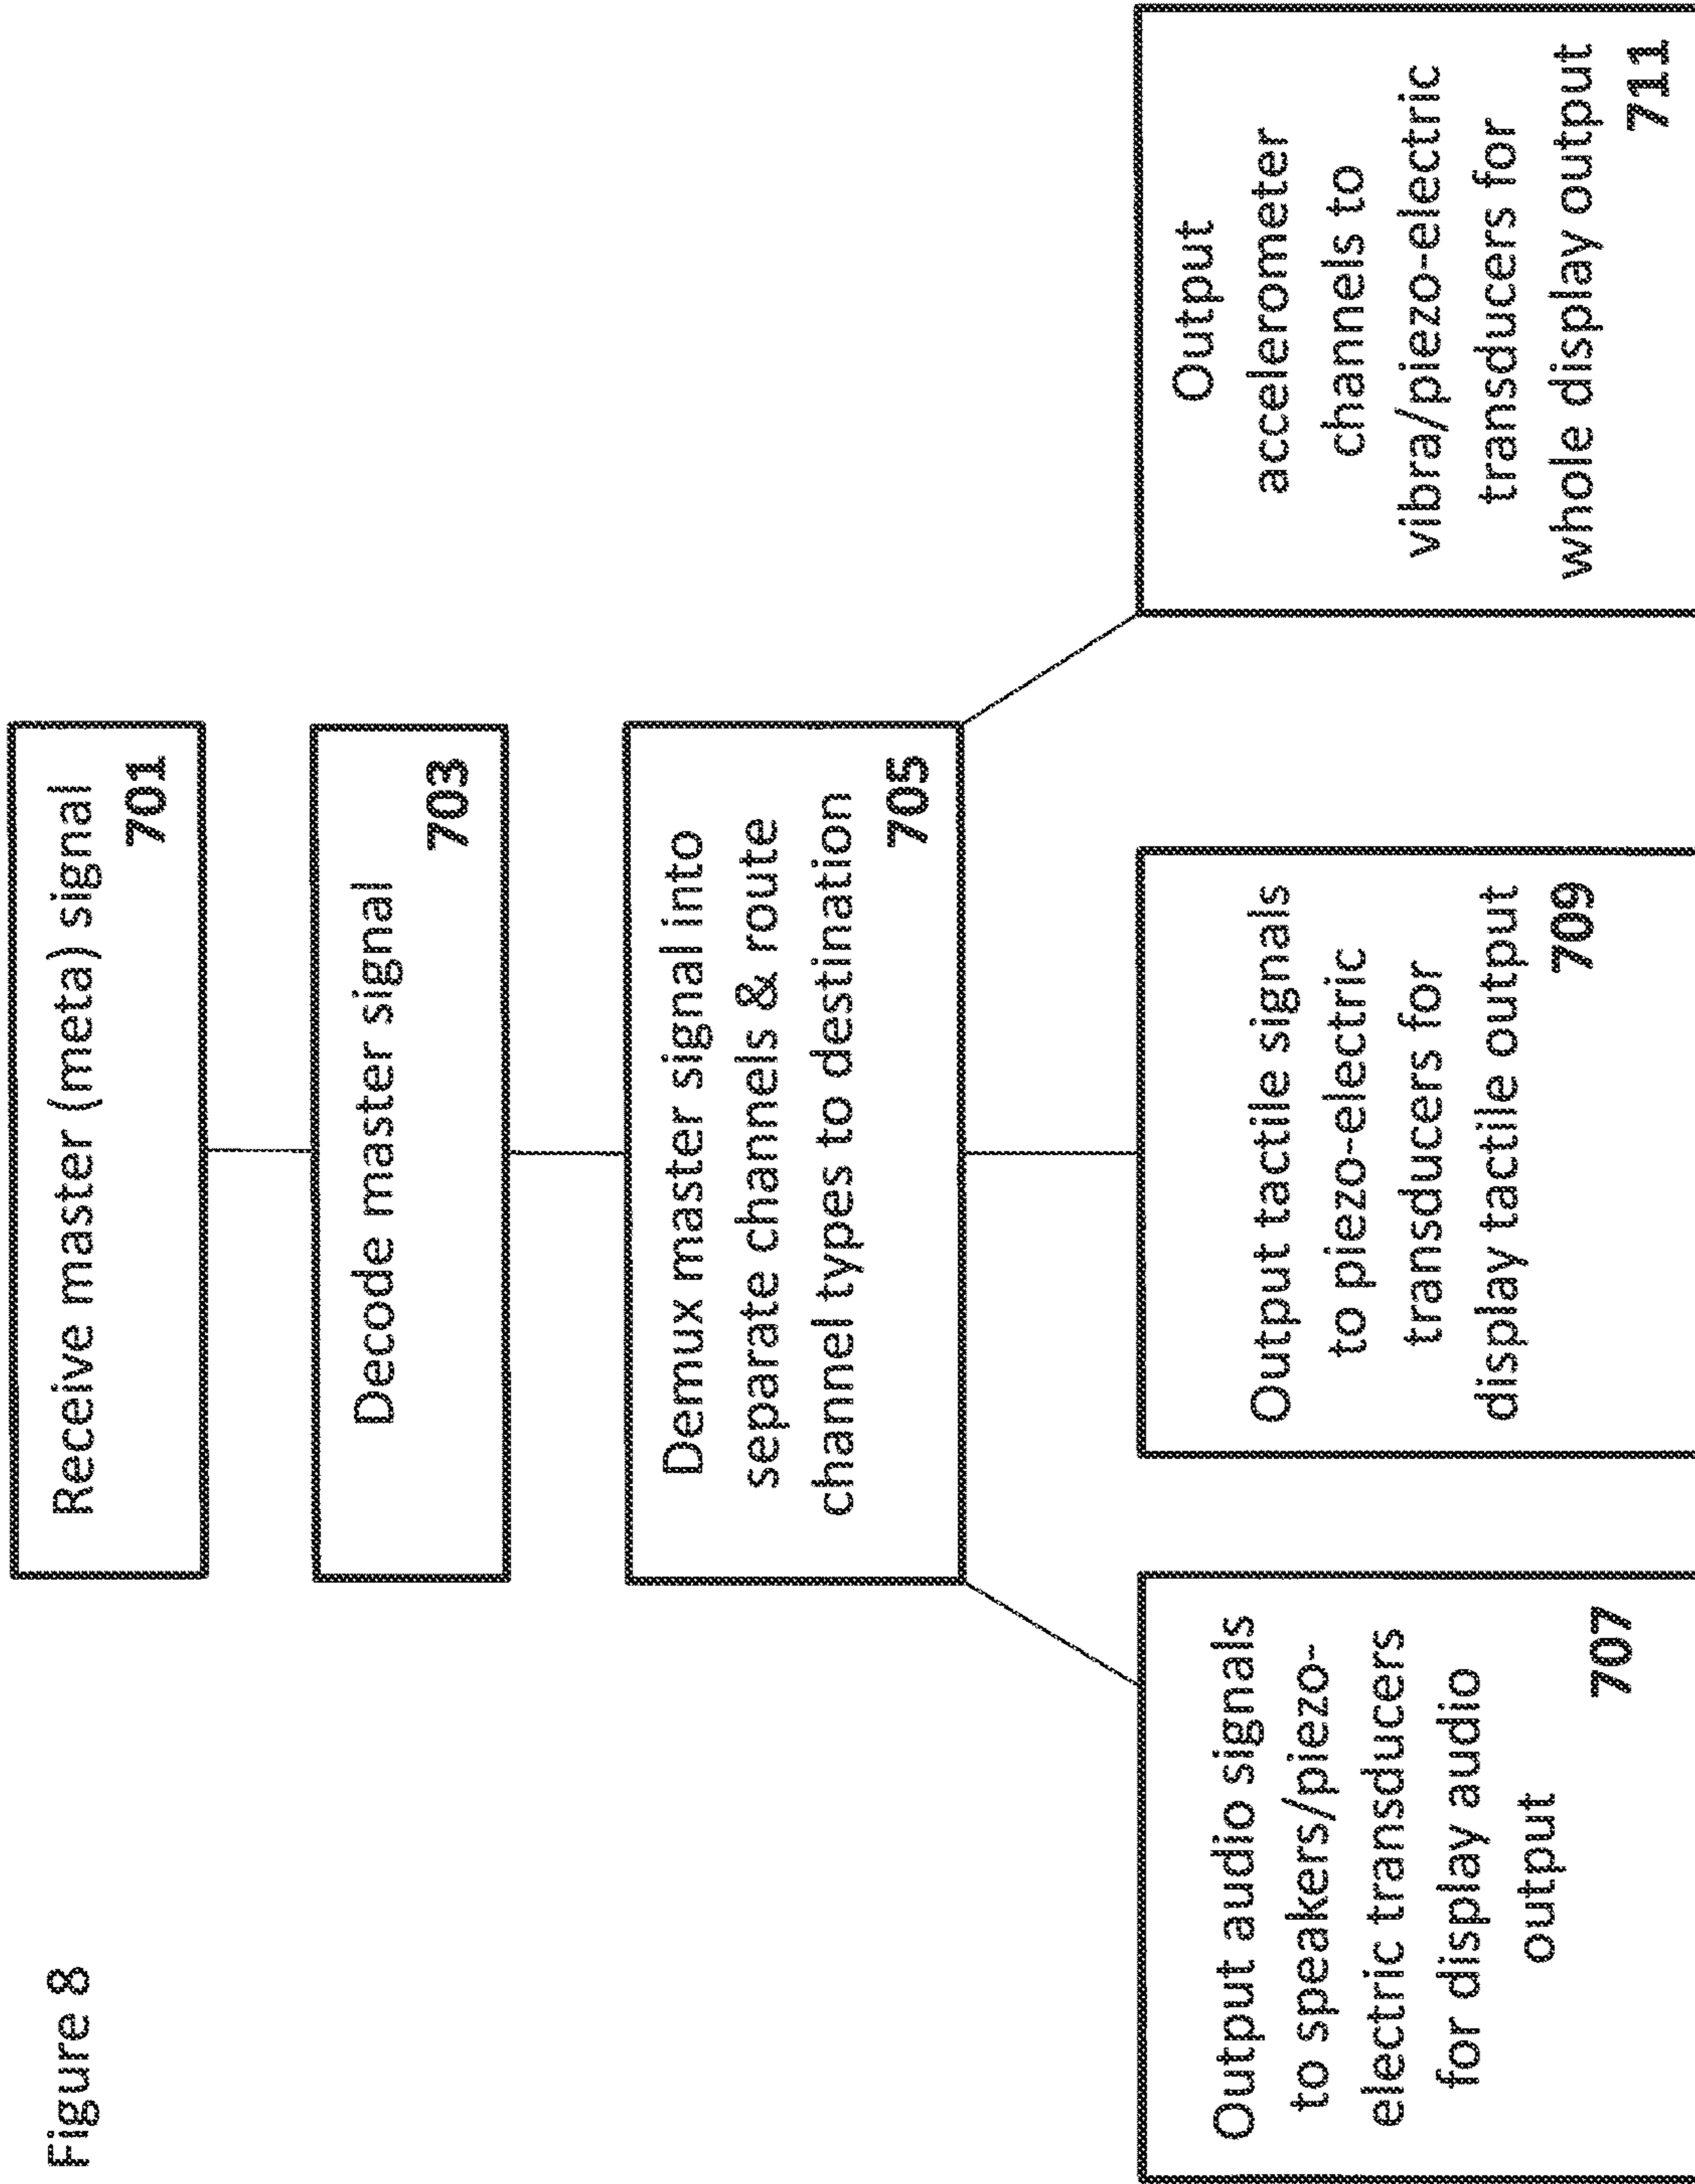 Figure 8
Receive master (meta) signal
701
Decode master signal
703
Demux master signal into
separate channels & route
channel types to destination
705
Output audio signals
to speakers/piezo-
electric transducers
for display audio
output
707
Output tactile signals
to piezo-electric
transducers for
display tactile output
709
Output
accelerometer
channels to
vibra/piezo-electric
transducers for
whole display output
711